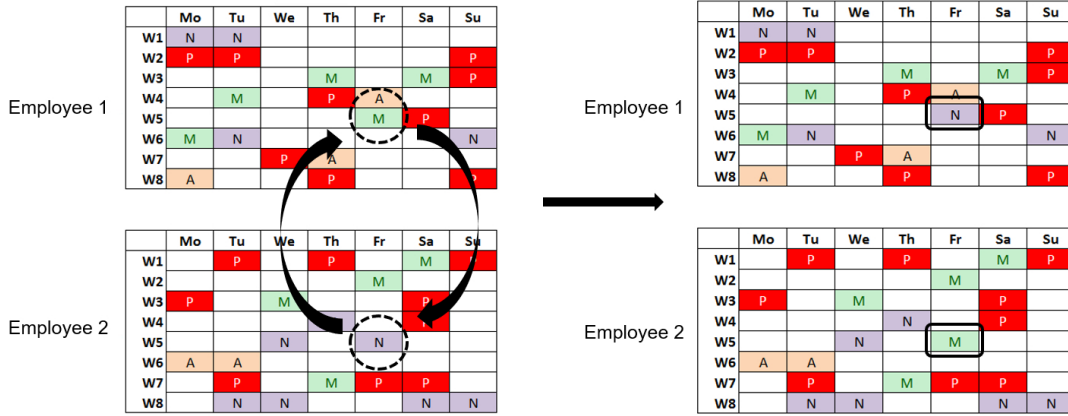 Employee 1
Mo Tu We Th Fr Sa Su
W1 N N
W2 P P P
W3 M M P
W4 M P A
W5 M P
W6 M N N
W7 P A
W8 A P P
Employee 2
Mo Tu We Th Fr Sa Su
W1 P P M P
W2 M
W3 P M P
W4 P
W5 N N
W6 A A
W7 P M P P
W8 N N N N
Employee 1
Mo Tu We Th Fr Sa Su
W1 N N
W2 P P P
W3 M M P
W4 M P A
W5 N P
W6 M N N
W7 P A
W8 A P P
Employee 2
Mo Tu We Th Fr Sa Su
W1 P P M P
W2 M
W3 P M P
W4 N P
W5 N M
W6 A A
W7 P M P P
W8 N N N N